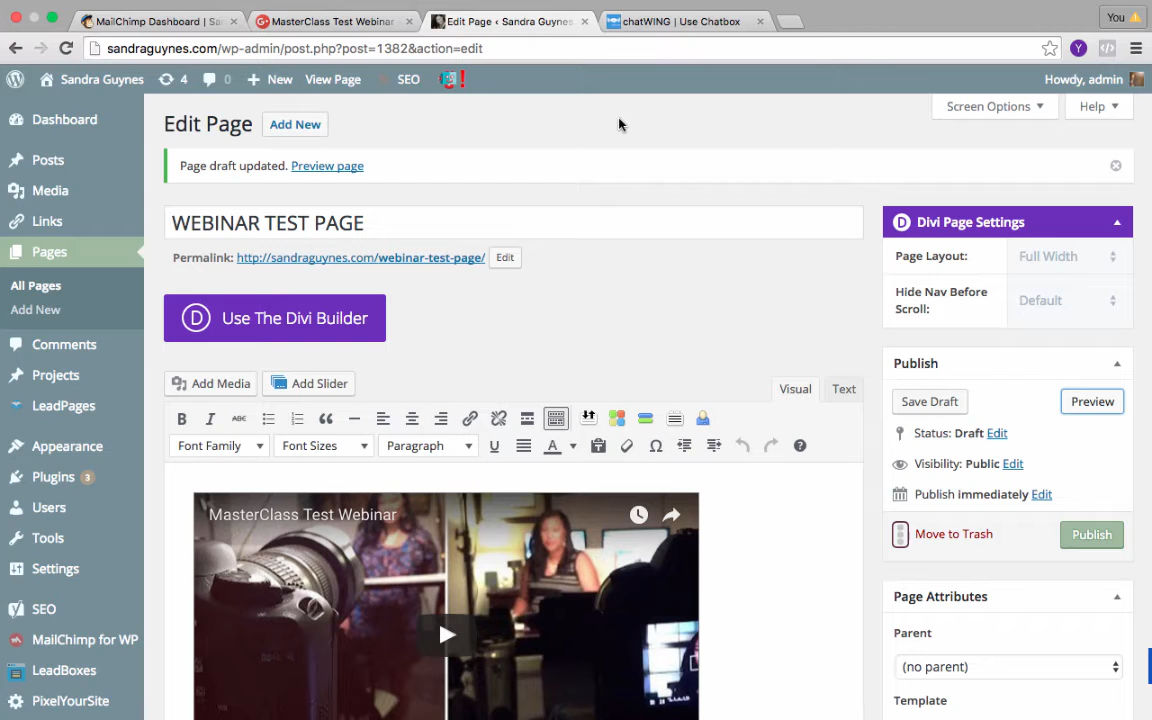 MailChimp Dashboard | Sa
MasterClass Test Webinar
Edit Page ‹ Sandra Guynes
chatWING | Use Chatbox
You
sandraguynes.com/wp-admin/post.php?post=1382&action=edit
Y
Sandra Guynes
4
0
New
View Page
SEO
!
Howdy, admin
Dashboard
Posts
Media
Links
Pages
All Pages
Add New
Comments
Projects
LeadPages
Appearance
Plugins 3
Users
Tools
Settings
SEO
MailChimp for WP
LeadBoxes
PixelYourSite
Screen Options
Help
Edit Page
Add New
Page draft updated. Preview page
WEBINAR TEST PAGE
Permalink: http://sandraguynes.com/webinar-test-page/ Edit
D Use The Divi Builder
Add Media
Add Slider
Visual
Text
B I ABC
Font Family
Font Sizes
Paragraph
U
A
MasterClass Test Webinar
D Divi Page Settings
Page Layout:
Full Width
Hide Nav Before
Scroll:
Default
Publish
Save Draft
Preview
Status: Draft Edit
Visibility: Public Edit
Publish immediately Edit
Move to Trash
Publish
Page Attributes
Parent
(no parent)
Template